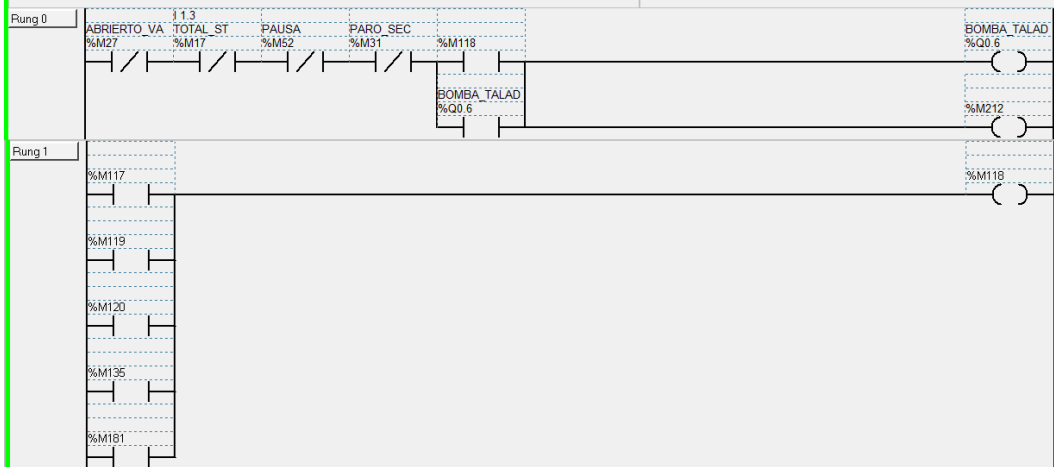 Rung 0
I 1.3
ABRIERTO_VA TOTAL_ST PAUSA PARO_SEC BOMBA_TALAD
%M27 %M17 %M52 %M31 %M118 %Q0.6
BOMBA_TALAD
%Q0.6 %M212
Rung 1
%M117 %M118
%M119
%M120
%M135
%M181